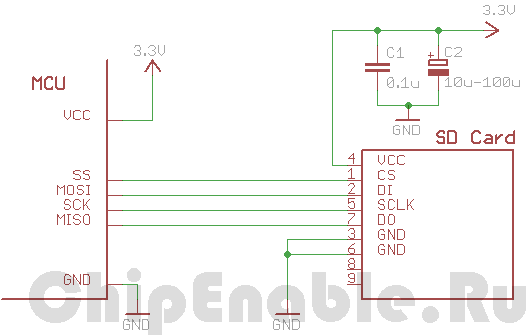 3.3V
3.3V
C1
C2
0.1u
10u-100u
GND
MCU
VCC
SD Card
4 VCC
SS 1 CS
MOSI 2 DI
SCK 5 SCLK
MISO 7 DO
3 GND
6 GND
8
9
GND
GND
GND
ChipEnable.Ru